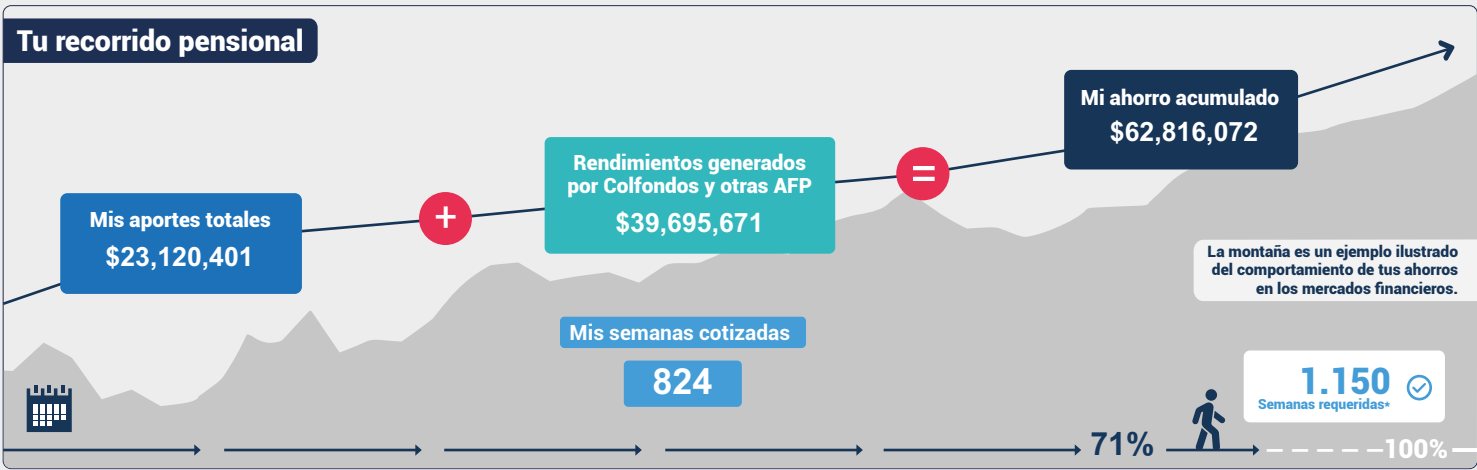 Tu recorrido pensional
Mis aportes totales
$23,120,401
+
Rendimientos generados
por Colfondos y otras AFP
$39,695,671
=
Mi ahorro acumulado
$62,816,072
La montaña es un ejemplo ilustrado
del comportamiento de tus ahorros
en los mercados financieros.
Mis semanas cotizadas
824
1.150
Semanas requeridas*
71%
100%